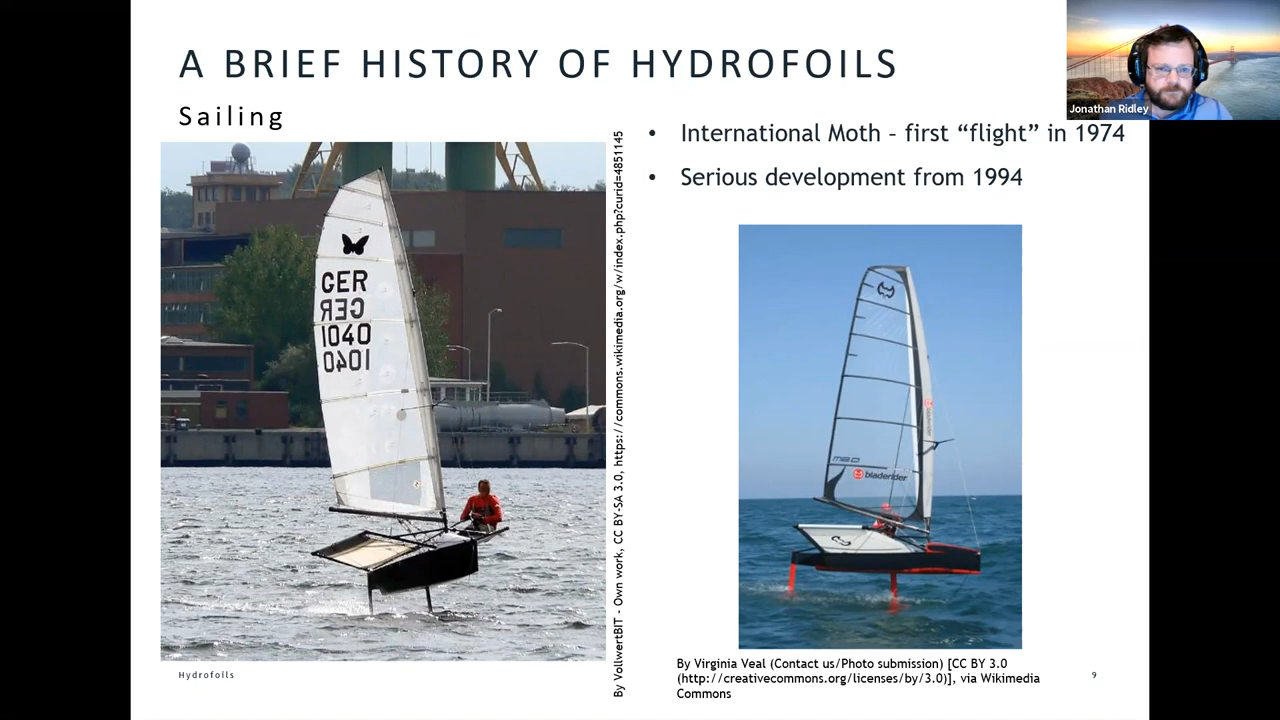 A BRIEF HISTORY OF HYDROFOILS
Jonathan Ridley
Sailing
• International Moth – first “flight” in 1974
• Serious development from 1994
GER
GER
1040
1040
By VollwertBIT - Own work, CC BY-SA 3.0, https://commons.wikimedia.org/w/index.php?curid=4851145
bladerider
bladerider
By Virginia Veal (Contact us/Photo submission) [CC BY 3.0
(http://creativecommons.org/licenses/by/3.0)], via Wikimedia
Commons
Hydrofoils
9